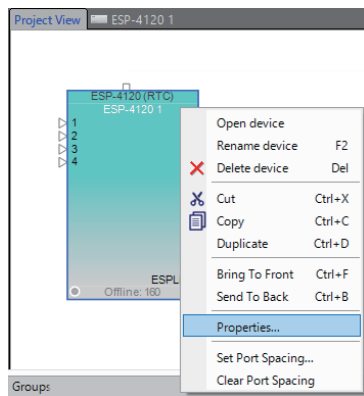 Project View ESP-4120 1
ESP-4120 (RTC)
ESP-4120 1
1
2
3
4
ESPL
Offline: 160
Open device
Rename device F2
Delete device Del
Cut Ctrl+X
Copy Ctrl+C
Duplicate Ctrl+D
Bring To Front Ctrl+F
Send To Back Ctrl+B
Properties...
Set Port Spacing...
Clear Port Spacing
Groups